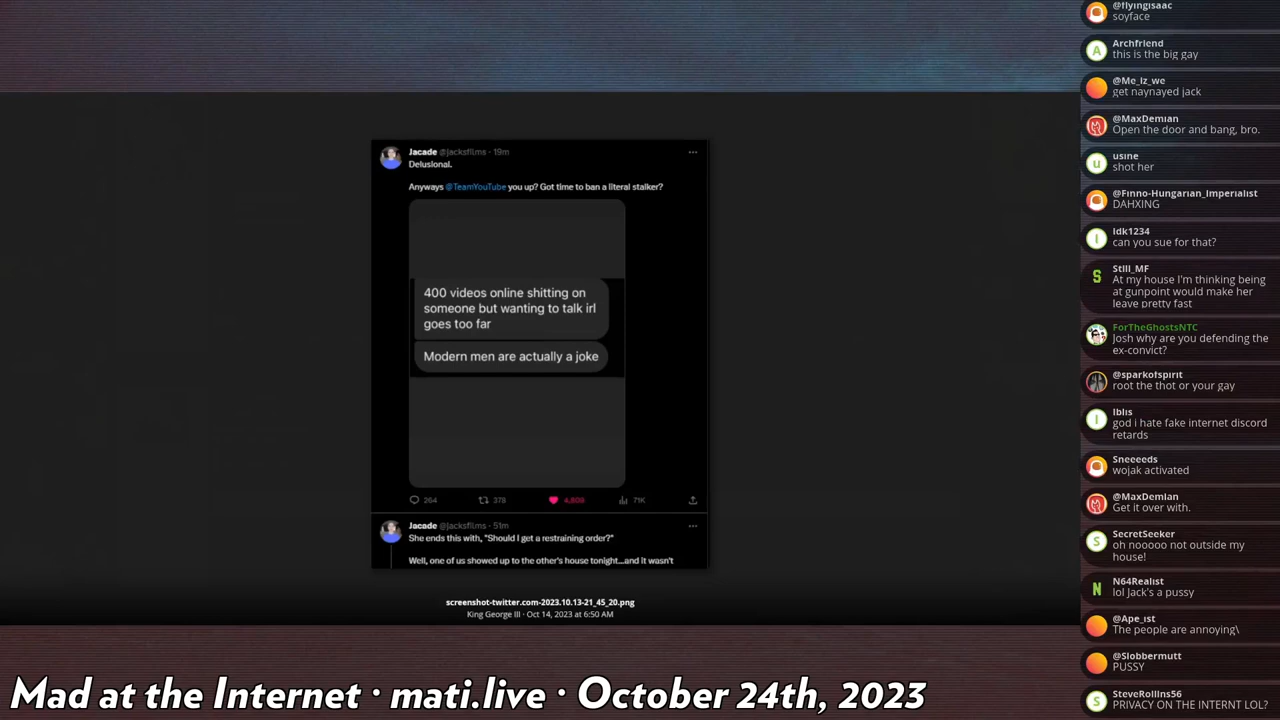 Jacade @jacksfilms · 19m
Delusional.
Anyways @TeamYouTube you up? Got time to ban a literal stalker?
400 videos online shitting on
someone but wanting to talk irl
goes too far
Modern men are actually a joke
264 378 4,609 71K
Jacade @jacksfilms · 51m
She ends this with, "Should I get a restraining order?"
Well, one of us showed up to the other's house tonight...and it wasn't
screenshot-twitter.com-2023.10.13-21_45_20.png
King George III · Oct 14, 2023 at 6:50 AM
Mad at the Internet · mati.live · October 24th, 2023
@flyingisaac
soyface
A
Archfriend
this is the big gay
@Me_Iz_we
get naynayed jack
@MaxDemian
Open the door and bang, bro.
U
usine
shot her
@Finno-Hungarian_Imperialist
DAHXING
I
Idk1234
can you sue for that?
S
Still_MF
At my house I'm thinking being
at gunpoint would make her
leave pretty fast
ForTheGhostsNTC
Josh why are you defending the
ex-convict?
@sparkofspirit
root the thot or your gay
I
Iblis
god i hate fake internet discord
retards
Sneeeeds
wojak activated
@MaxDemian
Get it over with.
S
SecretSeeker
oh nooooo not outside my
house!
N
N64Realist
lol Jack's a pussy
@Ape_ist
The people are annoying\
@Slobbermutt
PUSSY
S
SteveRollins56
PRIVACY ON THE INTERNT LOL?